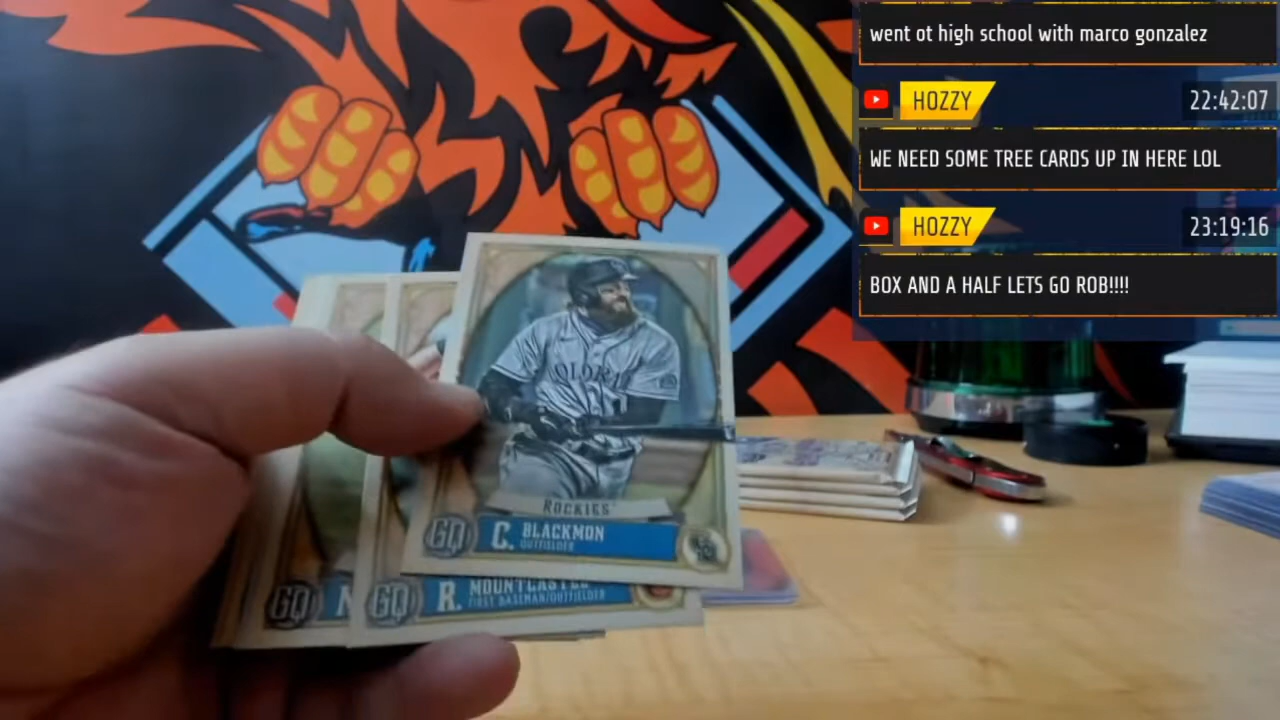 went ot high school with marco gonzalez
HOZZY
22:42:07
WE NEED SOME TREE CARDS UP IN HERE LOL
HOZZY
23:19:16
BOX AND A HALF LETS GO ROB!!!!
ROCKIES
GQ
C. BLACKMON
OUTFIELDER
GQ
N
GQ
R. MOUNTCASTLE
FIRST BASEMAN/OUTFIELDER